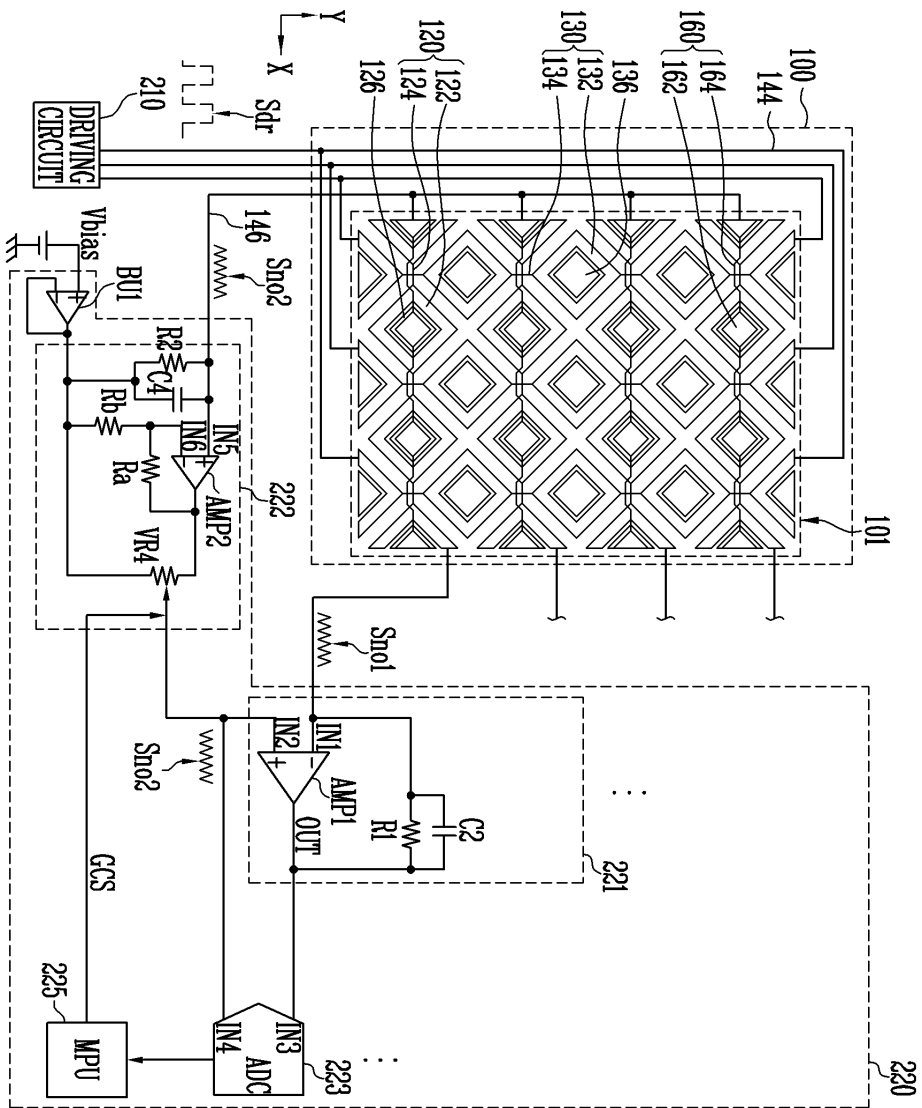 100
144
160
164
162
136
130
132
134
120
122
124
126
101
Y
X
Sdr
210
DRIVING
CIRCUIT
146
Sno2
Sno1
Vbias
BU1
R2
C4
Rb
Ra
IN5
IN6
+
−
AMP2
222
VR4
GCS
Sno2
IN1
IN2
−
+
AMP1
OUT
R1
C2
221
...
220
IN3
IN4
ADC
223
...
225
MPU